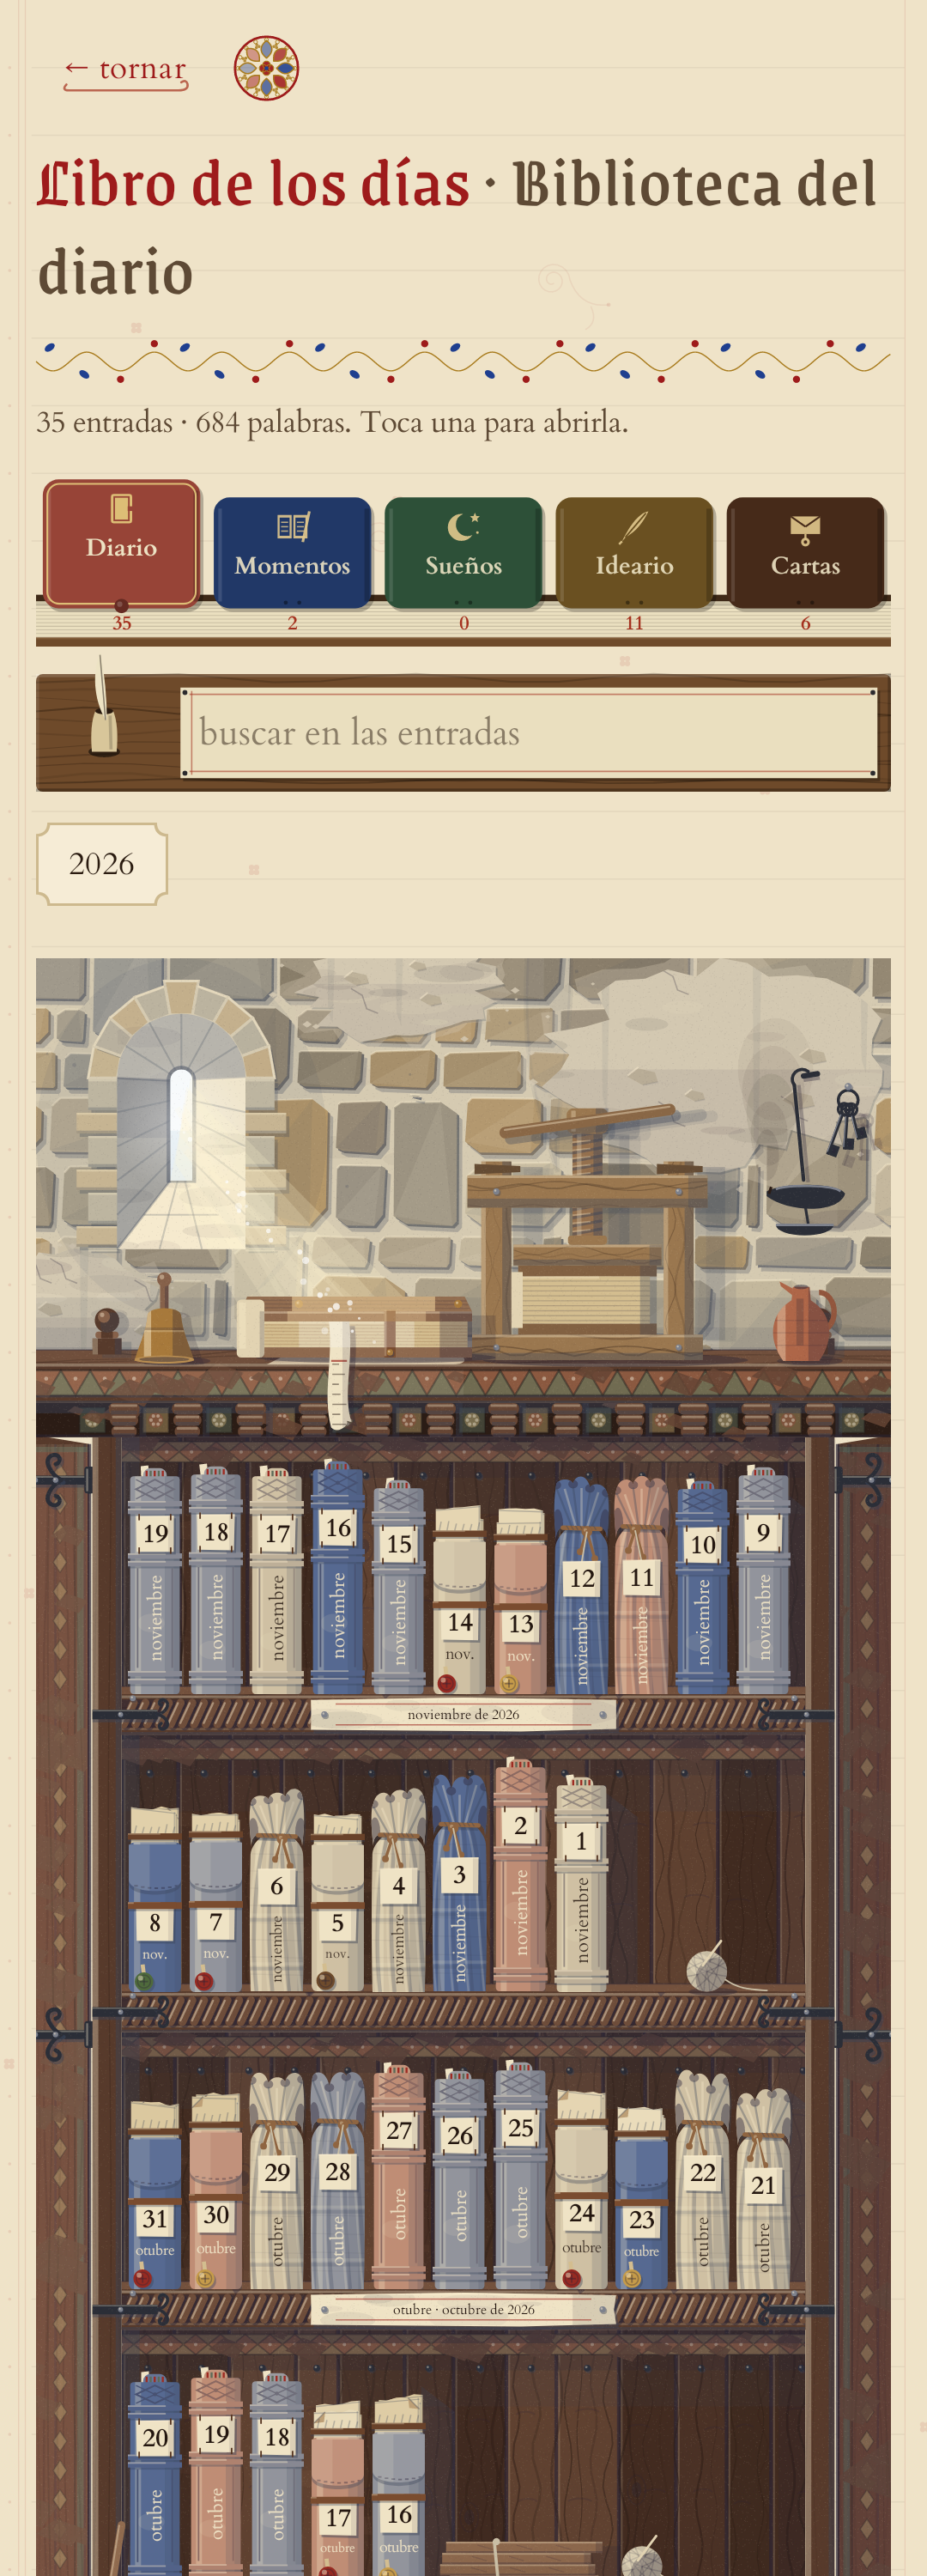 ← tornar
Libro de los días · Biblioteca del
diario
35 entradas · 684 palabras. Toca una para abrirla.
Diario
Momentos
Sueños
Ideario
Cartas
35
2
0
11
6
buscar en las entradas
2026
19 noviembre
18 noviembre
17 noviembre
16 noviembre
15 noviembre
14 nov.
13 nov.
12 noviembre
11 noviembre
10 noviembre
9 noviembre
noviembre de 2026
8 nov.
7 nov.
6 noviembre
5 nov.
4 noviembre
3 noviembre
2 noviembre
1 noviembre
31 otubre
30 otubre
29 otubre
28 otubre
27 otubre
26 otubre
25 otubre
24 otubre
23 otubre
22 otubre
21 otubre
otubre · octubre de 2026
20 otubre
19 otubre
18 otubre
17 otubre
16 otubre